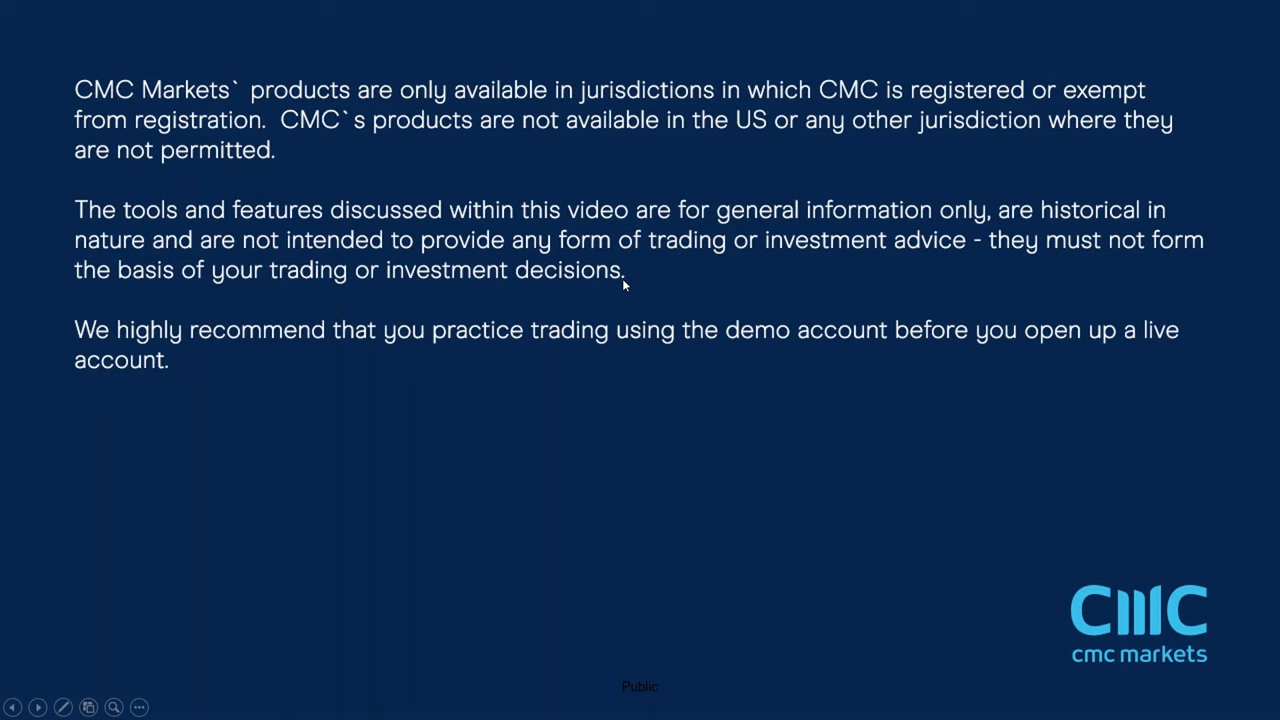 CMC Markets` products are only available in jurisdictions in which CMC is registered or exempt
from registration.  CMC`s products are not available in the US or any other jurisdiction where they
are not permitted.
The tools and features discussed within this video are for general information only, are historical in
nature and are not intended to provide any form of trading or investment advice - they must not form
the basis of your trading or investment decisions.
We highly recommend that you practice trading using the demo account before you open up a live
account.
CMC
cmc markets
Public